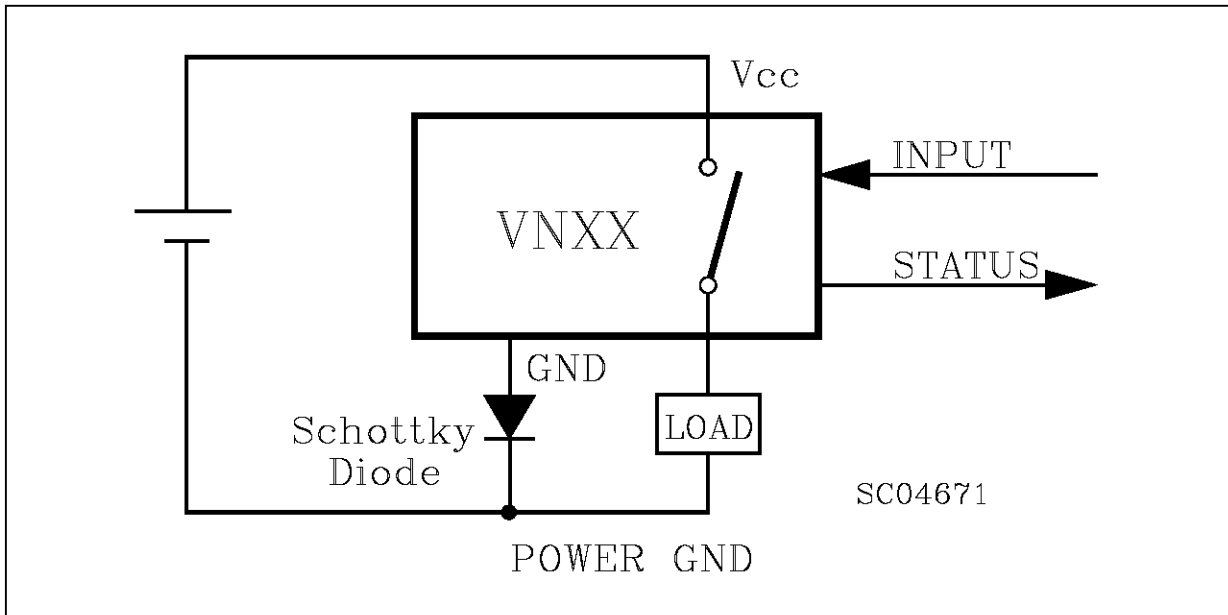 Vcc
INPUT
VNXX
STATUS
GND
Schottky
Diode
LOAD
SC04671
POWER GND